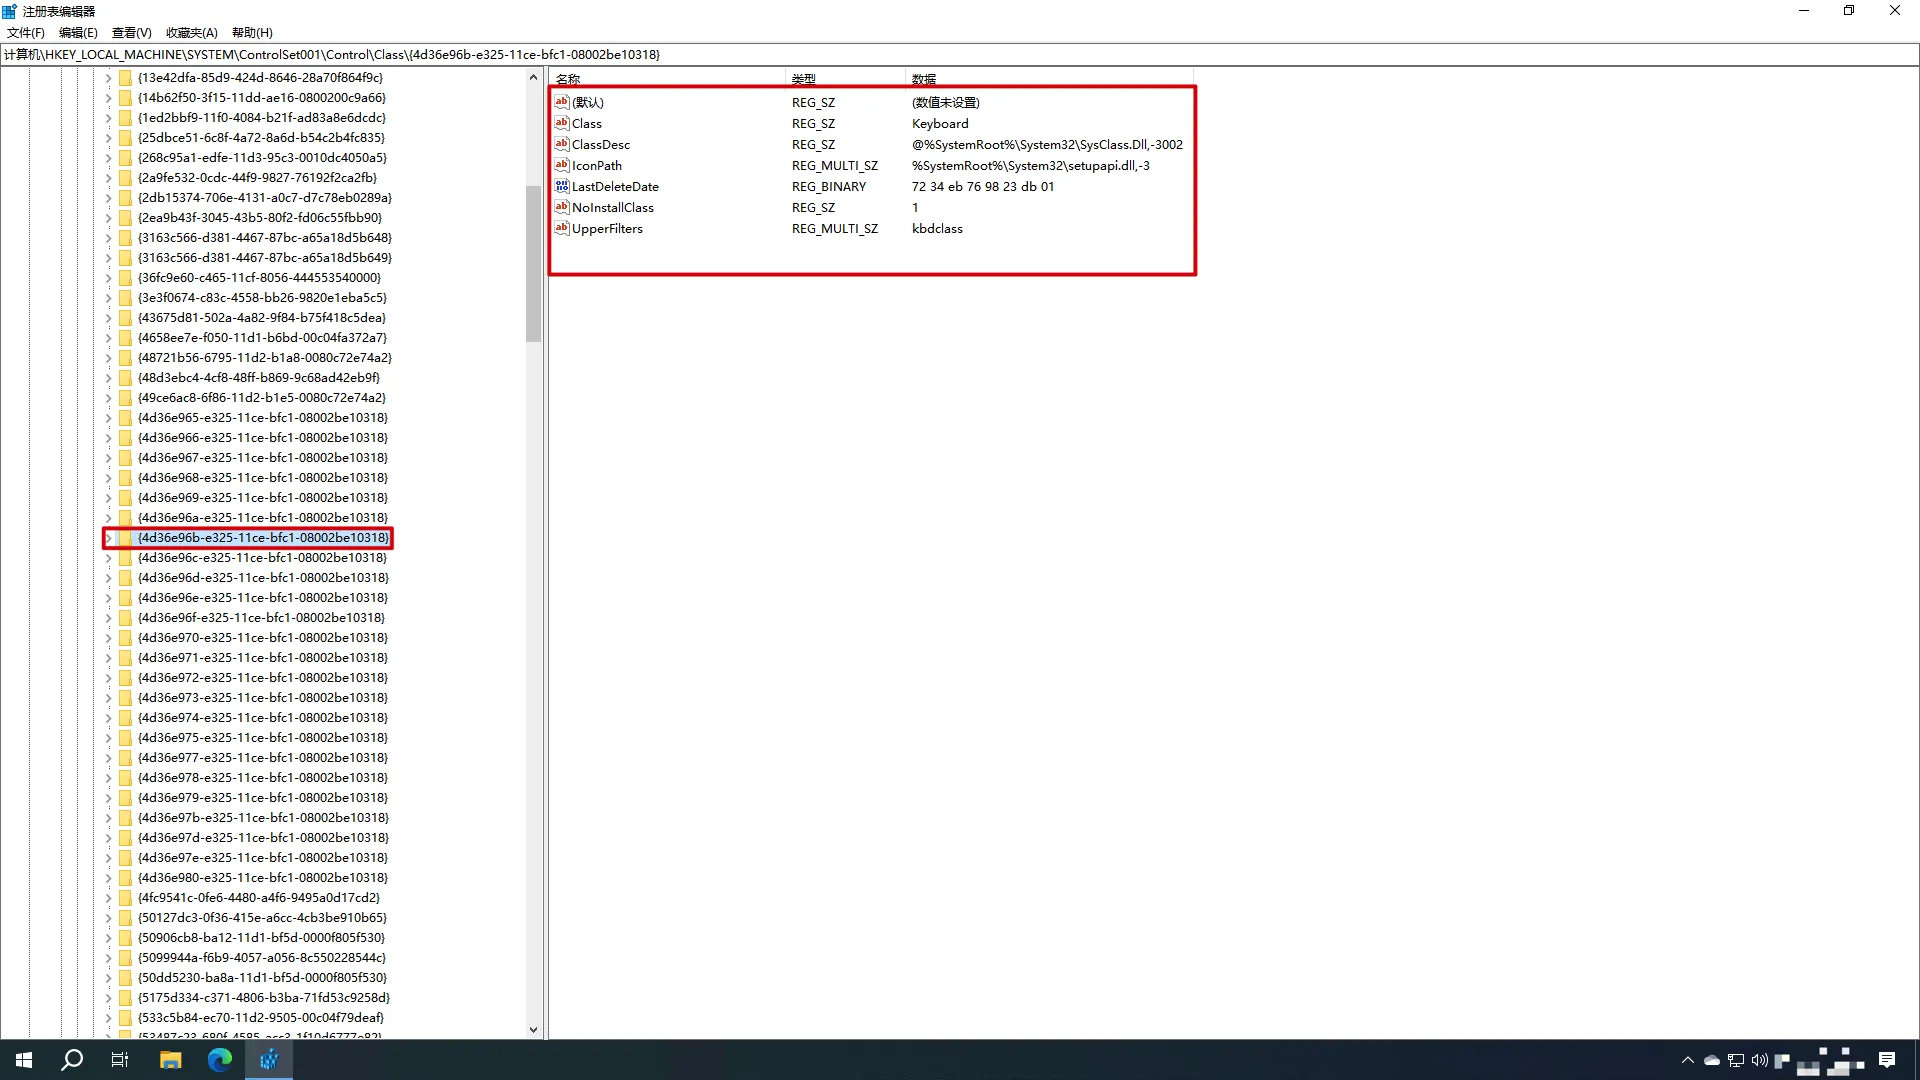 注册表编辑器
文件(F) 编辑(E) 查看(V) 收藏夹(A) 帮助(H)
计算机\HKEY_LOCAL_MACHINE\SYSTEM\ControlSet001\Control\Class\{4d36e96b-e325-11ce-bfc1-08002be10318}
{13e42dfa-85d9-424d-8646-28a70f864f9c}
{14b62f50-3f15-11dd-ae16-0800200c9a66}
{1ed2bbf9-11f0-4084-b21f-ad83a8e6dcdc}
{25dbce51-6c8f-4a72-8a6d-b54c2b4fc835}
{268c95a1-edfe-11d3-95c3-0010dc4050a5}
{2a9fe532-0cdc-44f9-9827-76192f2ca2fb}
{2db15374-706e-4131-a0c7-d7c78eb0289a}
{2ea9b43f-3045-43b5-80f2-fd06c55fbb90}
{3163c566-d381-4467-87bc-a65a18d5b648}
{3163c566-d381-4467-87bc-a65a18d5b649}
{36fc9e60-c465-11cf-8056-444553540000}
{3e3f0674-c83c-4558-bb26-9820e1eba5c5}
{43675d81-502a-4a82-9f84-b75f418c5dea}
{4658ee7e-f050-11d1-b6bd-00c04fa372a7}
{48721b56-6795-11d2-b1a8-0080c72e74a2}
{48d3ebc4-4cf8-48ff-b869-9c68ad42eb9f}
{49ce6ac8-6f86-11d2-b1e5-0080c72e74a2}
{4d36e965-e325-11ce-bfc1-08002be10318}
{4d36e966-e325-11ce-bfc1-08002be10318}
{4d36e967-e325-11ce-bfc1-08002be10318}
{4d36e968-e325-11ce-bfc1-08002be10318}
{4d36e969-e325-11ce-bfc1-08002be10318}
{4d36e96a-e325-11ce-bfc1-08002be10318}
{4d36e96b-e325-11ce-bfc1-08002be10318}
{4d36e96c-e325-11ce-bfc1-08002be10318}
{4d36e96d-e325-11ce-bfc1-08002be10318}
{4d36e96e-e325-11ce-bfc1-08002be10318}
{4d36e96f-e325-11ce-bfc1-08002be10318}
{4d36e970-e325-11ce-bfc1-08002be10318}
{4d36e971-e325-11ce-bfc1-08002be10318}
{4d36e972-e325-11ce-bfc1-08002be10318}
{4d36e973-e325-11ce-bfc1-08002be10318}
{4d36e974-e325-11ce-bfc1-08002be10318}
{4d36e975-e325-11ce-bfc1-08002be10318}
{4d36e977-e325-11ce-bfc1-08002be10318}
{4d36e978-e325-11ce-bfc1-08002be10318}
{4d36e979-e325-11ce-bfc1-08002be10318}
{4d36e97b-e325-11ce-bfc1-08002be10318}
{4d36e97d-e325-11ce-bfc1-08002be10318}
{4d36e97e-e325-11ce-bfc1-08002be10318}
{4d36e980-e325-11ce-bfc1-08002be10318}
{4fc9541c-0fe6-4480-a4f6-9495a0d17cd2}
{50127dc3-0f36-415e-a6cc-4cb3be910b65}
{50906cb8-ba12-11d1-bf5d-0000f805f530}
{5099944a-f6b9-4057-a056-8c550228544c}
{50dd5230-ba8a-11d1-bf5d-0000f805f530}
{5175d334-c371-4806-b3ba-71fd53c9258d}
{533c5b84-ec70-11d2-9505-00c04f79deaf}
名称 类型 数据
(默认) REG_SZ (数值未设置)
Class REG_SZ Keyboard
ClassDesc REG_SZ @%SystemRoot%\System32\SysClass.Dll,-3002
IconPath REG_MULTI_SZ %SystemRoot%\System32\setupapi.dll,-3
LastDeleteDate REG_BINARY 72 34 eb 76 98 23 db 01
NoInstallClass REG_SZ 1
UpperFilters REG_MULTI_SZ kbdclass